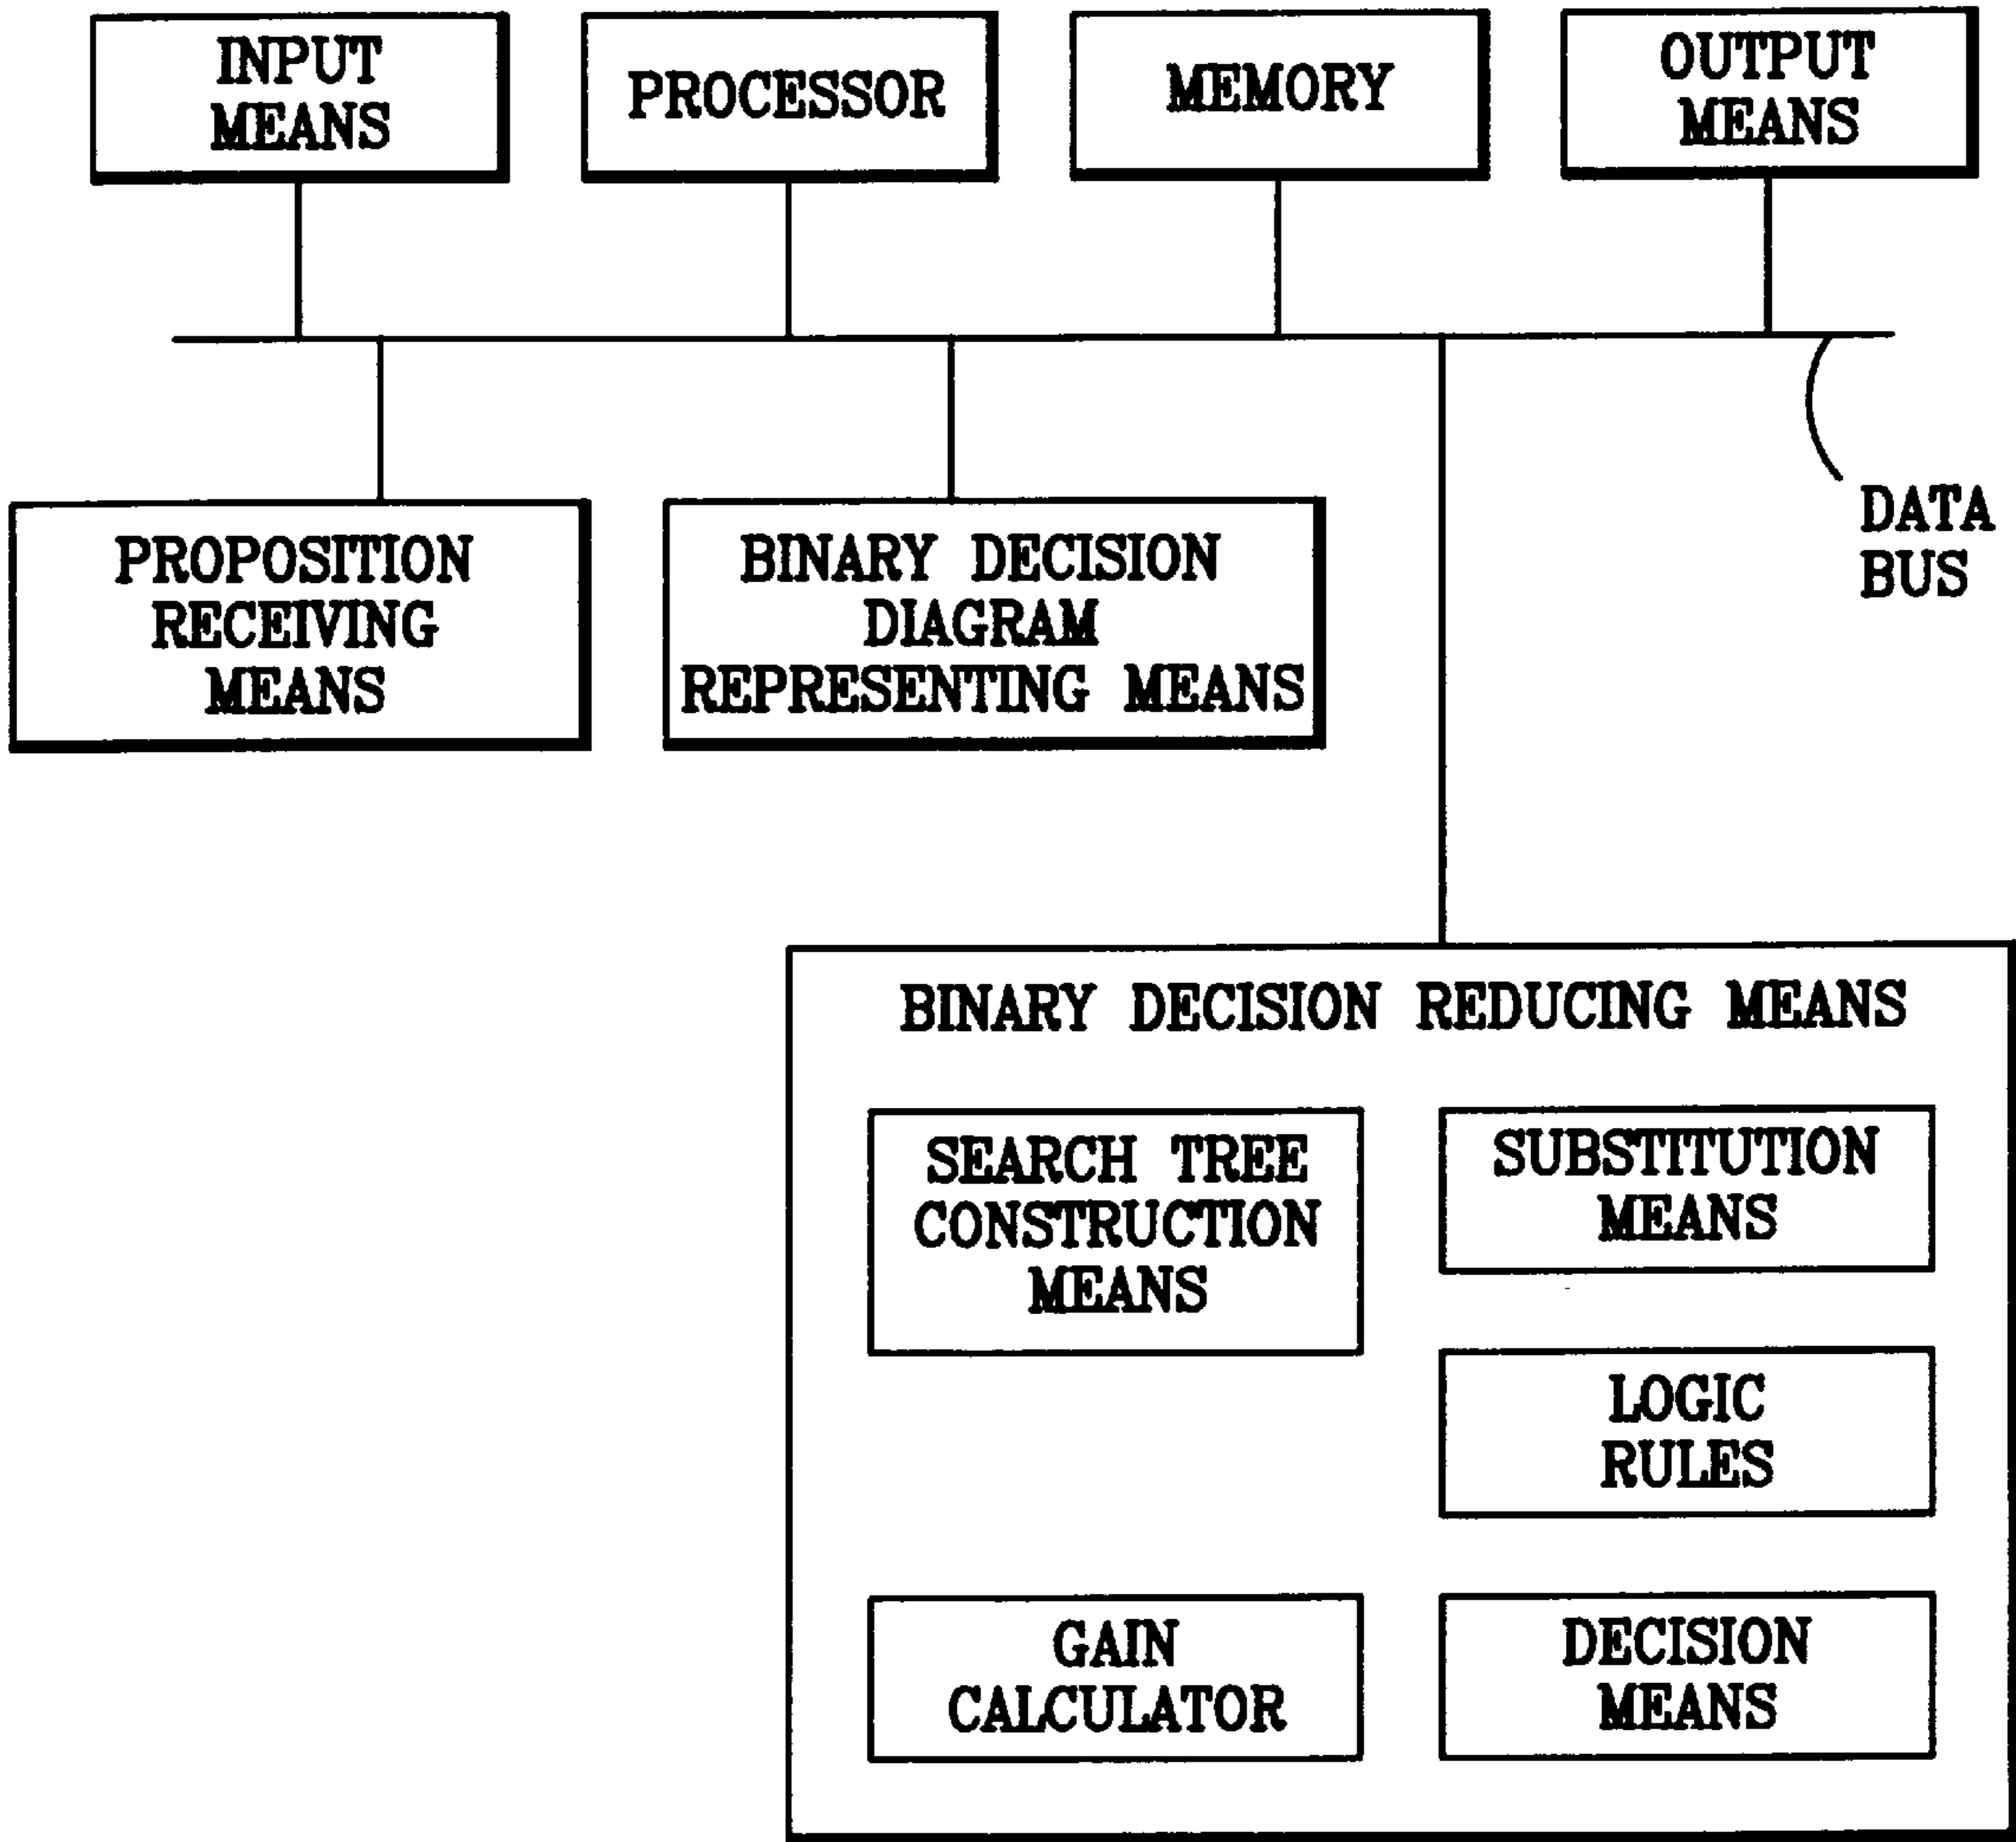 INPUT
MEANS
PROCESSOR
MEMORY
OUTPUT
MEANS
DATA
BUS
PROPOSITION
RECEIVING
MEANS
BINARY DECISION
DIAGRAM
REPRESENTING MEANS
BINARY DECISION REDUCING MEANS
SEARCH TREE
CONSTRUCTION
MEANS
SUBSTITUTION
MEANS
LOGIC
RULES
GAIN
CALCULATOR
DECISION
MEANS